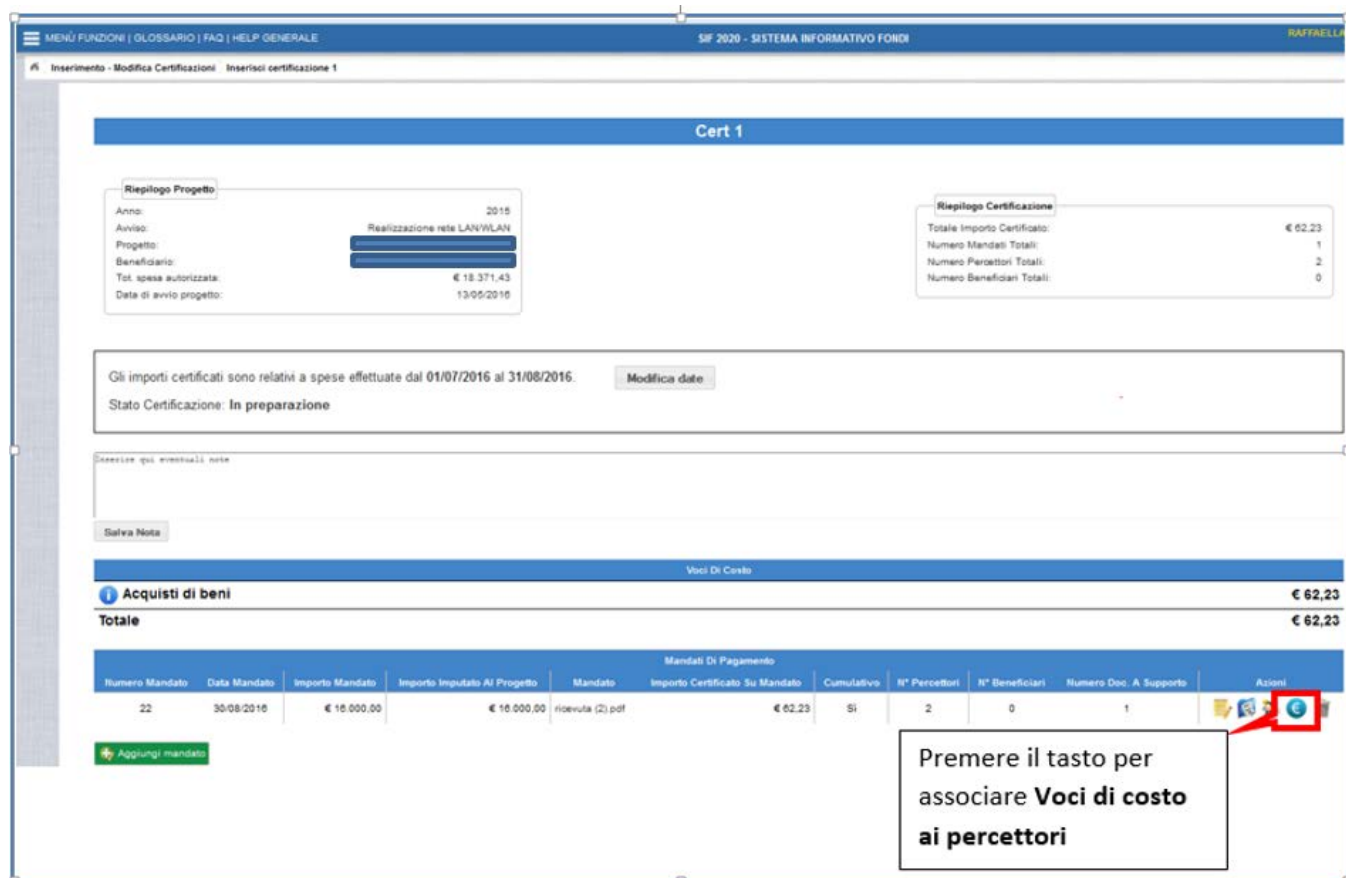 MENÙ FUNZIONI | GLOSSARIO | FAQ | HELP GENERALE
SIF 2020 - SISTEMA INFORMATIVO FONDI
RAFFAELLA
Inserimento - Modifica Certificazioni Inserisci certificazione 1
Cert 1
Riepilogo Progetto
Anno: 2015
Avviso: Realizzazione rete LAN/WLAN
Progetto:
Beneficiario:
Tot. spesa autorizzata: € 18.371,43
Data di avvio progetto: 13/05/2016
Riepilogo Certificazione
Totale Importo Certificato: € 62,23
Numero Mandati Totali: 1
Numero Percettori Totali: 2
Numero Beneficiari Totali: 0
Gli importi certificati sono relativi a spese effettuate dal 01/07/2016 al 31/08/2016. Modifica date
Stato Certificazione: In preparazione
Inserire qui eventuali note
Salva Nota
Voci Di Costo
Acquisti di beni € 62,23
Totale € 62,23
Mandati Di Pagamento
Numero Mandato Data Mandato Importo Mandato Importo Imputato Al Progetto Mandato Importo Certificato Su Mandato Cumulativo N° Percettori N° Beneficiari Numero Doc. A Supporto Azioni
22 30/08/2016 € 16.000,00 € 16.000,00 ricevuta (2).pdf € 62,23 Sì 2 0 1
Aggiungi mandato
Premere il tasto per
associare Voci di costo
ai percettori